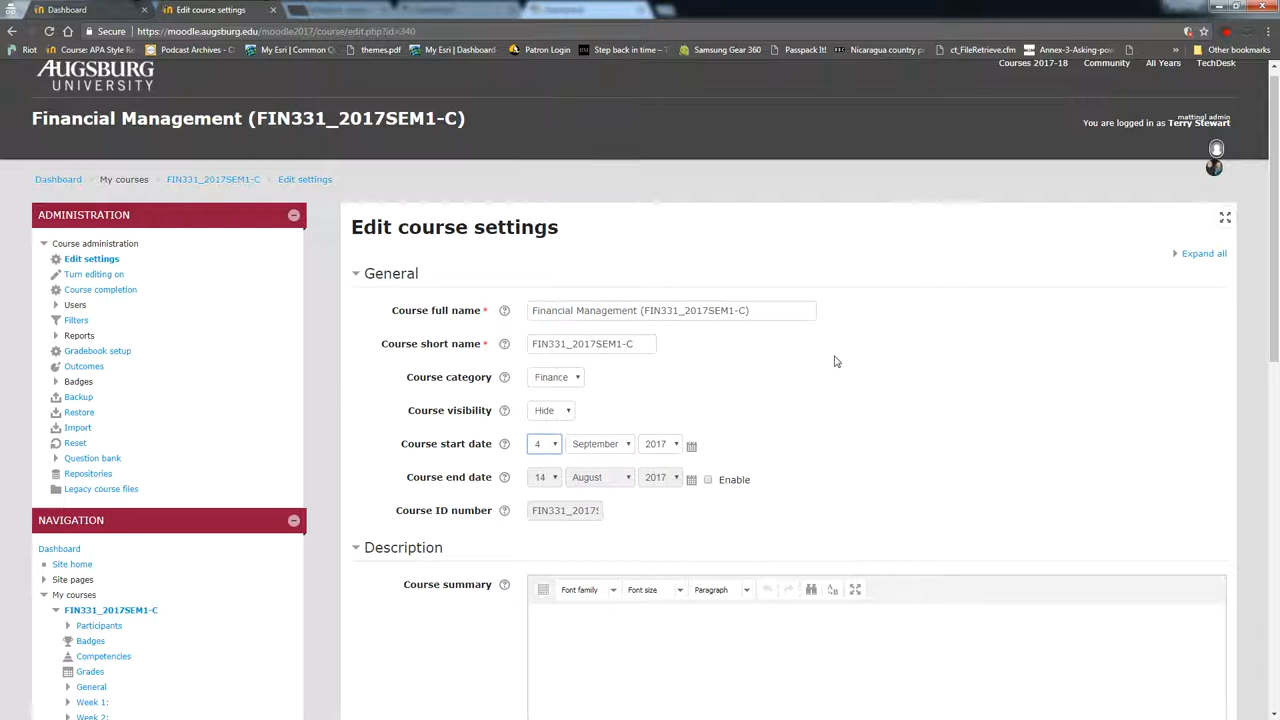 Dashboard
Edit course settings
Secure
https://moodle.augsburg.edu/moodle2017/course/edit.php?id=340
Riot
Course: APA Style Re
Podcast Archives -
My Esri | Common Q
themes.pdf
My Esri | Dashboard
Patron Login
Step back in time –
Samsung Gear 360
Passpack It!
Nicaragua country p
ct_FileRetrieve.cfm
Annex-3-Asking-pow
»
Other bookmarks
AUGSBURG
UNIVERSITY
Courses 2017-18
Community
All Years
TechDesk
Financial Management (FIN331_2017SEM1-C)
mattingl admin
You are logged in as Terry Stewart
Dashboard
My courses
FIN331_2017SEM1-C
Edit settings
ADMINISTRATION
Course administration
Edit settings
Turn editing on
Course completion
Users
Filters
Reports
Gradebook setup
Outcomes
Badges
Backup
Restore
Import
Reset
Question bank
Repositories
Legacy course files
NAVIGATION
Dashboard
Site home
Site pages
My courses
FIN331_2017SEM1-C
Participants
Badges
Competencies
Grades
General
Week 1:
Week 2:
Edit course settings
Expand all
General
Course full name *
Financial Management (FIN331_2017SEM1-C)
Course short name *
FIN331_2017SEM1-C
Course category
Finance
Course visibility
Hide
Course start date
4 September 2017
Course end date
14 August 2017
Enable
Course ID number
FIN331_2017S
Description
Course summary
Font family
Font size
Paragraph